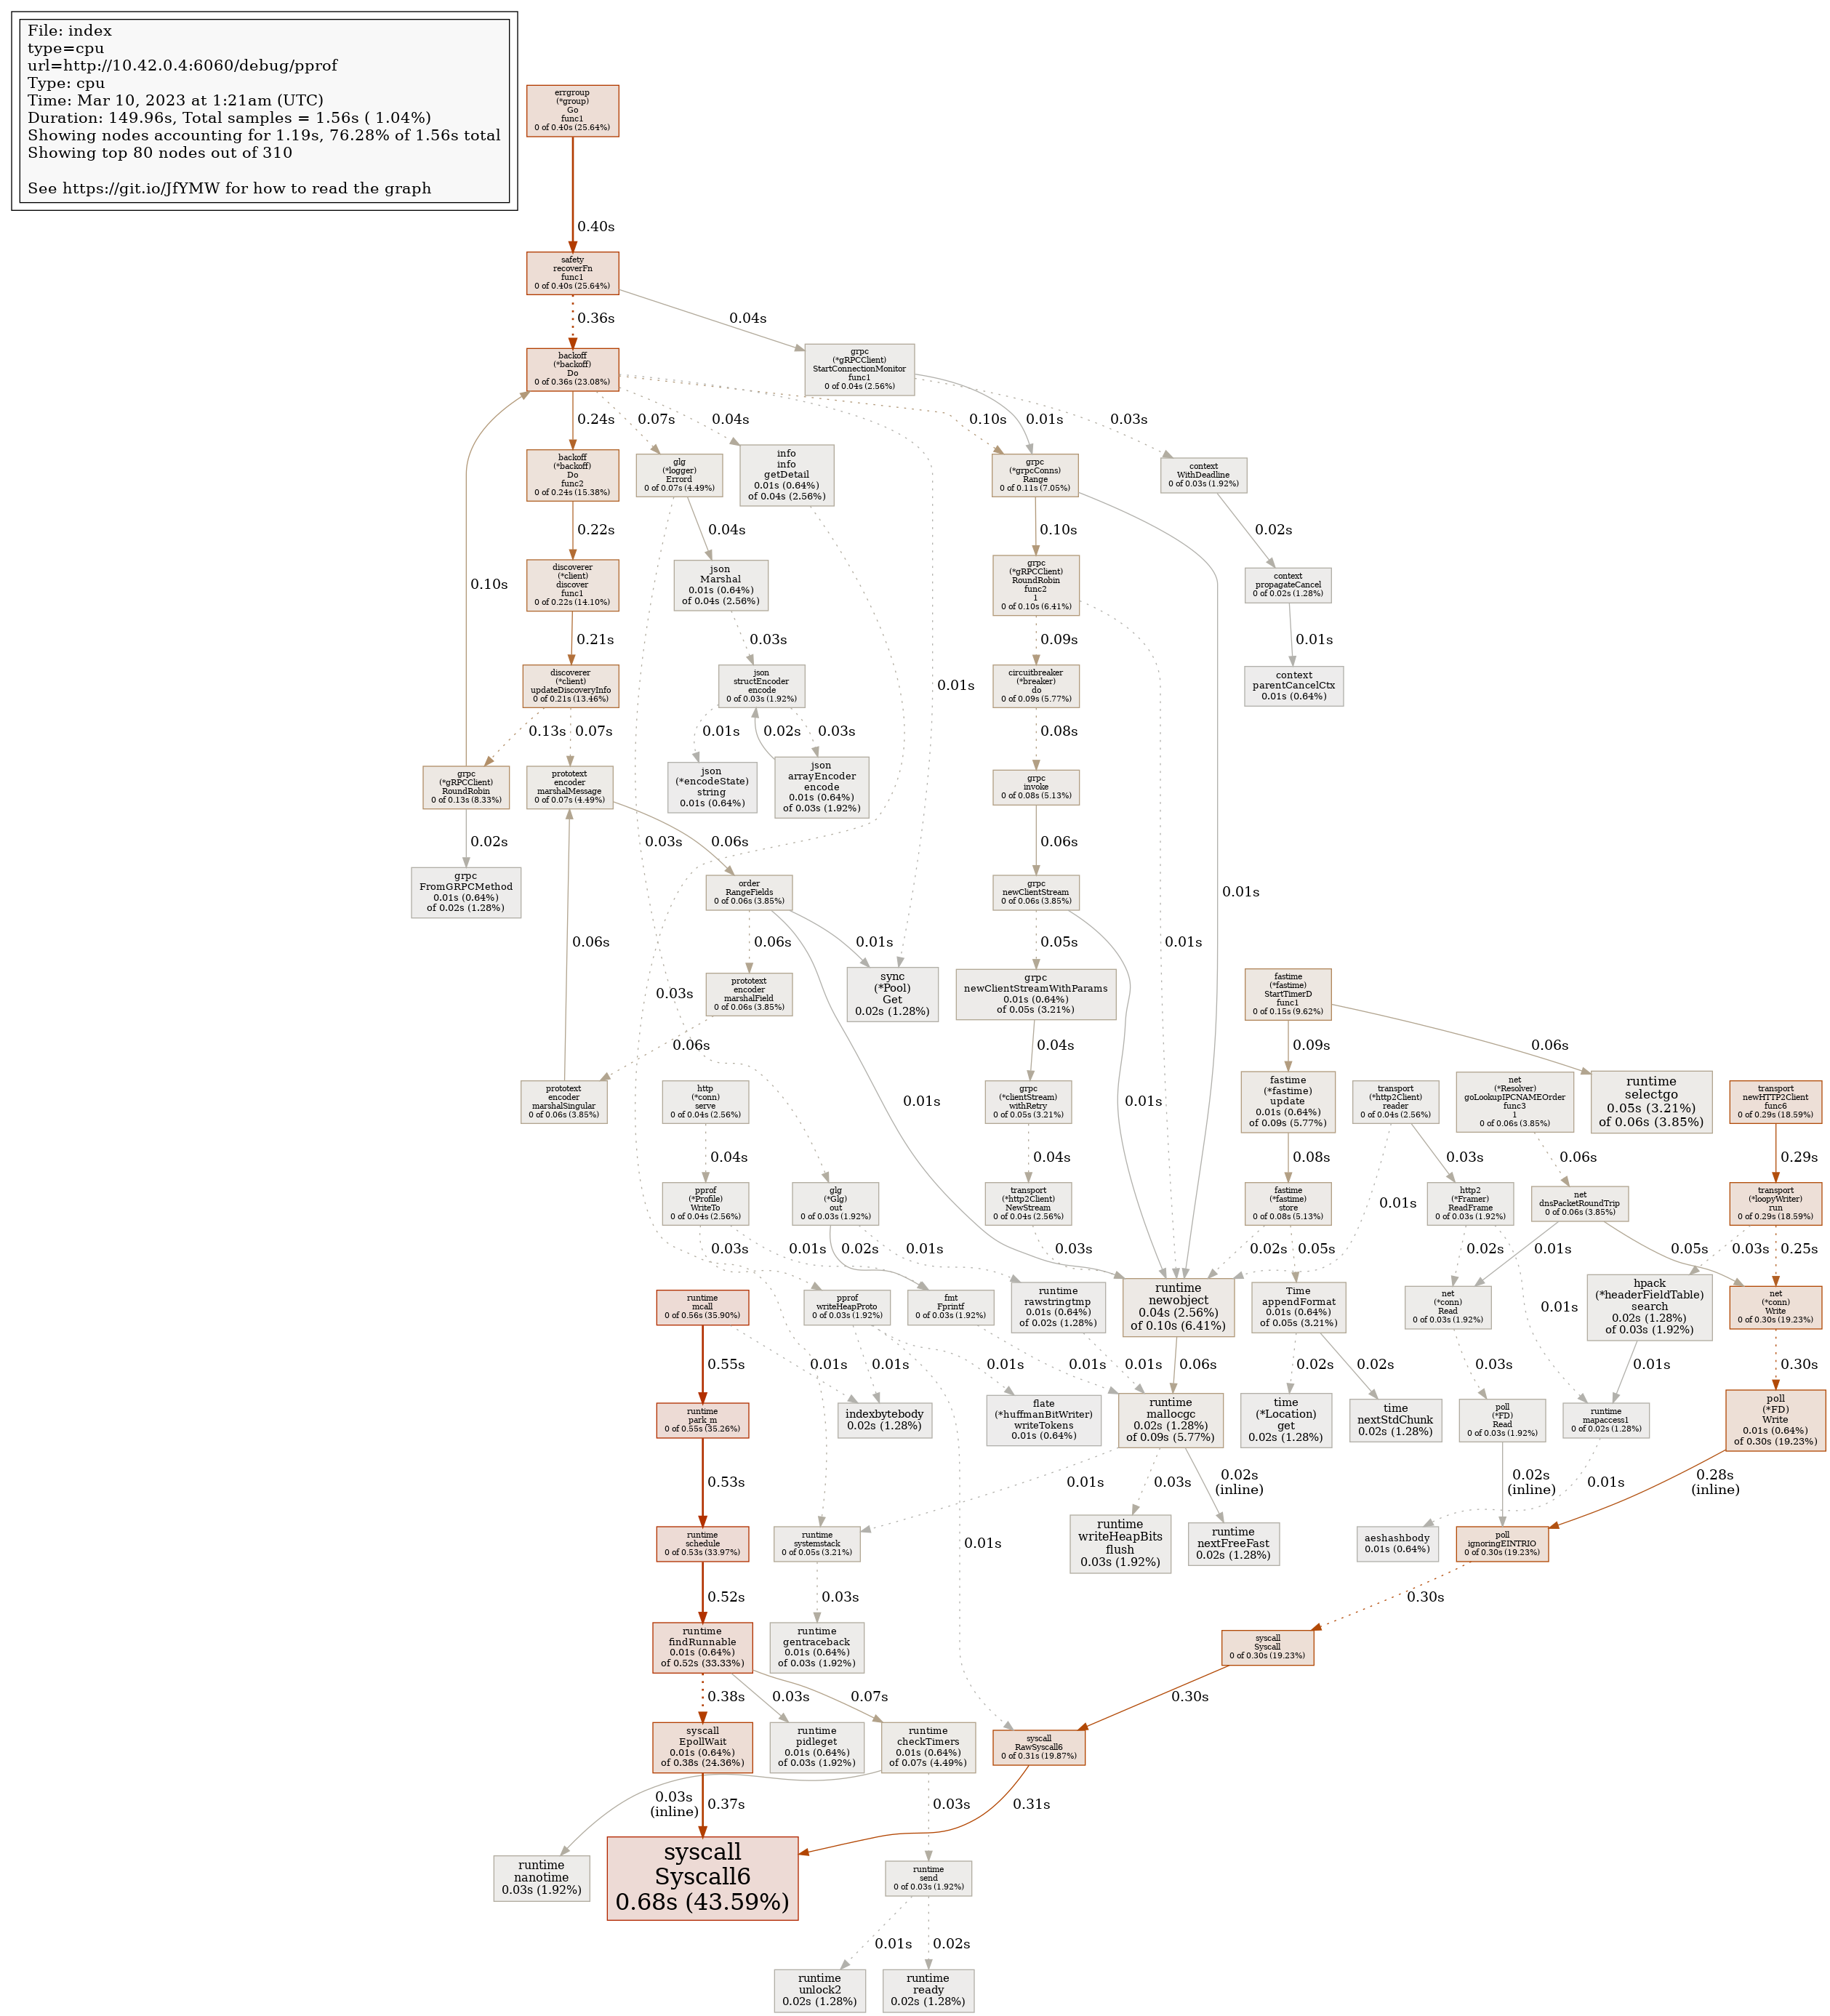 File: index
type=cpu
url=http://10.42.0.4:6060/debug/pprof
Type: cpu
Time: Mar 10, 2023 at 1:21am (UTC)
Duration: 149.96s, Total samples = 1.56s ( 1.04%)
Showing nodes accounting for 1.19s, 76.28% of 1.56s total
Showing top 80 nodes out of 310
See https://git.io/JfYMW for how to read the graph
errgroup
(*group)
Go
func1
0 of 0.40s (25.64%)
0.40s
safety
recoverFn
func1
0 of 0.40s (25.64%)
0.36s
0.04s
backoff
(*backoff)
Do
0 of 0.36s (23.08%)
grpc
(*gRPCClient)
StartConnectionMonitor
func1
0 of 0.04s (2.56%)
0.24s
0.07s
0.04s
0.10s
0.01s
0.03s
backoff
(*backoff)
Do
func2
0 of 0.24s (15.38%)
glg
(*logger)
Errord
0 of 0.07s (4.49%)
info
info
getDetail
0.01s (0.64%)
of 0.04s (2.56%)
grpc
(*grpcConns)
Range
0 of 0.11s (7.05%)
context
WithDeadline
0 of 0.03s (1.92%)
0.22s
0.04s
0.10s
0.02s
0.10s
discoverer
(*client)
discover
func1
0 of 0.22s (14.10%)
json
Marshal
0.01s (0.64%)
of 0.04s (2.56%)
grpc
(*gRPCClient)
RoundRobin
func2
1
0 of 0.10s (6.41%)
context
propagateCancel
0 of 0.02s (1.28%)
0.21s
0.03s
0.09s
0.01s
0.01s
discoverer
(*client)
updateDiscoveryInfo
0 of 0.21s (13.46%)
json
structEncoder
encode
0 of 0.03s (1.92%)
circuitbreaker
(*breaker)
do
0 of 0.09s (5.77%)
context
parentCancelCtx
0.01s (0.64%)
0.13s
0.07s
0.01s
0.02s
0.03s
0.08s
grpc
(*gRPCClient)
RoundRobin
0 of 0.13s (8.33%)
prototext
encoder
marshalMessage
0 of 0.07s (4.49%)
json
(*encodeState)
string
0.01s (0.64%)
json
arrayEncoder
encode
0.01s (0.64%)
of 0.03s (1.92%)
grpc
invoke
0 of 0.08s (5.13%)
0.02s
0.03s
0.06s
0.06s
grpc
FromGRPCMethod
0.01s (0.64%)
of 0.02s (1.28%)
order
RangeFields
0 of 0.06s (3.85%)
grpc
newClientStream
0 of 0.06s (3.85%)
0.01s
0.06s
0.06s
0.01s
0.05s
0.01s
0.03s
prototext
encoder
marshalField
0 of 0.06s (3.85%)
sync
(*Pool)
Get
0.02s (1.28%)
grpc
newClientStreamWithParams
0.01s (0.64%)
of 0.05s (3.21%)
fastime
(*fastime)
StartTimerD
func1
0 of 0.15s (9.62%)
0.06s
0.04s
0.09s
0.06s
prototext
encoder
marshalSingular
0 of 0.06s (3.85%)
http
(*conn)
serve
0 of 0.04s (2.56%)
0.01s
grpc
(*clientStream)
withRetry
0 of 0.05s (3.21%)
0.01s
fastime
(*fastime)
update
0.01s (0.64%)
of 0.09s (5.77%)
transport
(*http2Client)
reader
0 of 0.04s (2.56%)
net
(*Resolver)
goLookupIPCNAMEOrder
func3
1
0 of 0.06s (3.85%)
runtime
selectgo
0.05s (3.21%)
of 0.06s (3.85%)
transport
newHTTP2Client
func6
0 of 0.29s (18.59%)
0.04s
0.04s
0.08s
0.03s
0.06s
0.29s
pprof
(*Profile)
WriteTo
0 of 0.04s (2.56%)
glg
(*Glg)
out
0 of 0.03s (1.92%)
transport
(*http2Client)
NewStream
0 of 0.04s (2.56%)
fastime
(*fastime)
store
0 of 0.08s (5.13%)
0.01s
http2
(*Framer)
ReadFrame
0 of 0.03s (1.92%)
net
dnsPacketRoundTrip
0 of 0.06s (3.85%)
transport
(*loopyWriter)
run
0 of 0.29s (18.59%)
0.03s
0.01s
0.02s
0.01s
0.03s
0.02s
0.05s
0.02s
0.01s
0.05s
0.03s
0.25s
runtime
mcall
0 of 0.56s (35.90%)
pprof
writeHeapProto
0 of 0.03s (1.92%)
fmt
Fprintf
0 of 0.03s (1.92%)
runtime
rawstringtmp
0.01s (0.64%)
of 0.02s (1.28%)
runtime
newobject
0.04s (2.56%)
of 0.10s (6.41%)
Time
appendFormat
0.01s (0.64%)
of 0.05s (3.21%)
net
(*conn)
Read
0 of 0.03s (1.92%)
0.01s
hpack
(*headerFieldTable)
search
0.02s (1.28%)
of 0.03s (1.92%)
net
(*conn)
Write
0 of 0.30s (19.23%)
0.55s
0.01s
0.01s
0.01s
0.01s
0.01s
0.06s
0.02s
0.02s
0.03s
0.01s
0.30s
runtime
park_m
0 of 0.55s (35.26%)
indexbytebody
0.02s (1.28%)
flate
(*huffmanBitWriter)
writeTokens
0.01s (0.64%)
runtime
mallocgc
0.02s (1.28%)
of 0.09s (5.77%)
time
(*Location)
get
0.02s (1.28%)
time
nextStdChunk
0.02s (1.28%)
poll
(*FD)
Read
0 of 0.03s (1.92%)
runtime
mapaccess1
0 of 0.02s (1.28%)
poll
(*FD)
Write
0.01s (0.64%)
of 0.30s (19.23%)
0.53s
0.01s
0.03s
0.02s
(inline)
0.02s
(inline)
0.01s
0.28s
(inline)
runtime
schedule
0 of 0.53s (33.97%)
runtime
systemstack
0 of 0.05s (3.21%)
0.01s
runtime
writeHeapBits
flush
0.03s (1.92%)
runtime
nextFreeFast
0.02s (1.28%)
aeshashbody
0.01s (0.64%)
poll
ignoringEINTRIO
0 of 0.30s (19.23%)
0.52s
0.03s
0.30s
runtime
findRunnable
0.01s (0.64%)
of 0.52s (33.33%)
runtime
gentraceback
0.01s (0.64%)
of 0.03s (1.92%)
syscall
Syscall
0 of 0.30s (19.23%)
0.38s
0.03s
0.07s
0.30s
syscall
EpollWait
0.01s (0.64%)
of 0.38s (24.36%)
runtime
pidleget
0.01s (0.64%)
of 0.03s (1.92%)
runtime
checkTimers
0.01s (0.64%)
of 0.07s (4.49%)
syscall
RawSyscall6
0 of 0.31s (19.87%)
0.03s
(inline)
0.37s
0.03s
0.31s
runtime
nanotime
0.03s (1.92%)
syscall
Syscall6
0.68s (43.59%)
runtime
send
0 of 0.03s (1.92%)
0.01s
0.02s
runtime
unlock2
0.02s (1.28%)
runtime
ready
0.02s (1.28%)